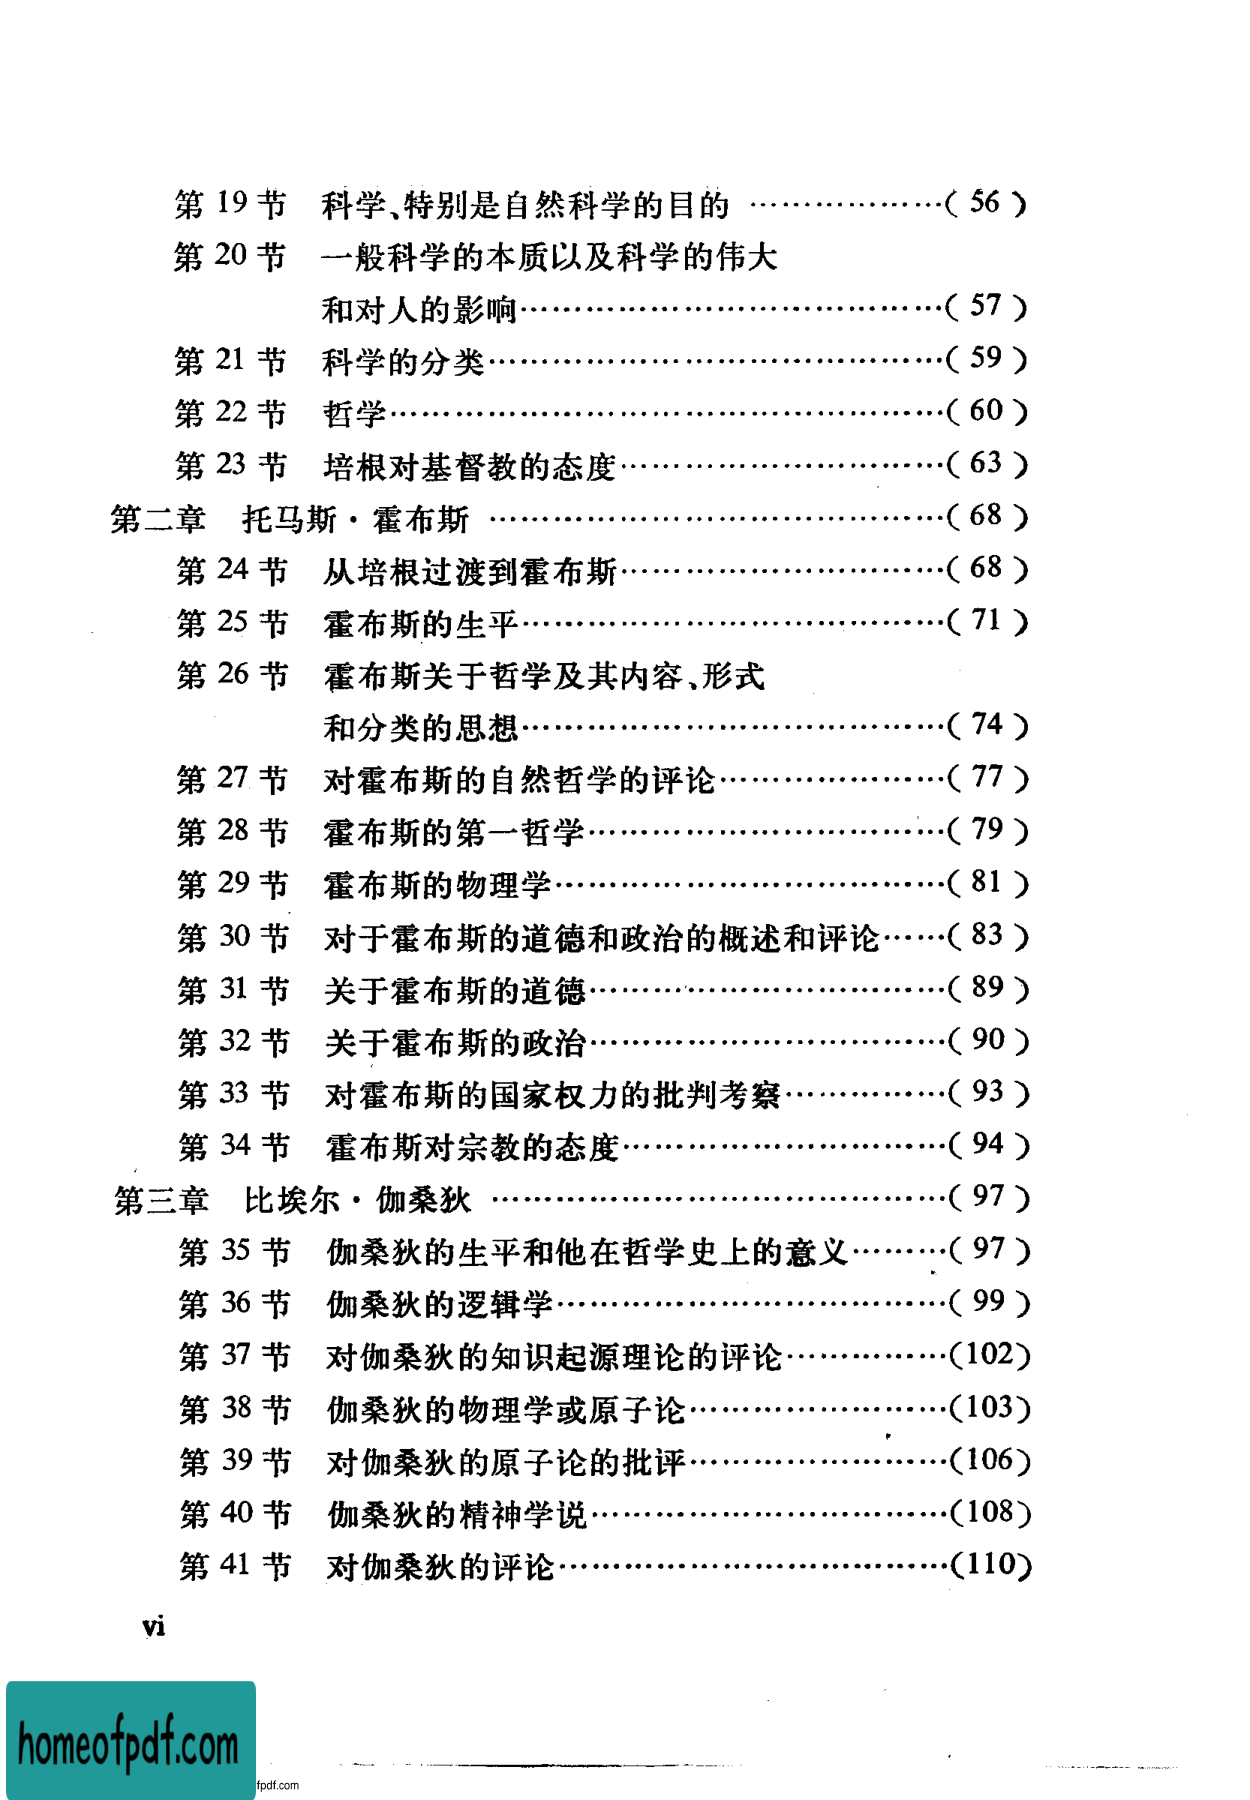 第 19 节　科学、特别是自然科学的目的 ………………( 56 )
第 20 节　一般科学的本质以及科学的伟大
和对人的影响…………………………………( 57 )
第 21 节　科学的分类……………………………………( 59 )
第 22 节　哲学……………………………………………( 60 )
第 23 节　培根对基督教的态度…………………………( 63 )
第二章　托马斯·霍布斯 ……………………………………( 68 )
第 24 节　从培根过渡到霍布斯…………………………( 68 )
第 25 节　霍布斯的生平…………………………………( 71 )
第 26 节　霍布斯关于哲学及其内容、形式
和分类的思想…………………………………( 74 )
第 27 节　对霍布斯的自然哲学的评论…………………( 77 )
第 28 节　霍布斯的第一哲学……………………………( 79 )
第 29 节　霍布斯的物理学………………………………( 81 )
第 30 节　对于霍布斯的道德和政治的概述和评论……( 83 )
第 31 节　关于霍布斯的道德……………………………( 89 )
第 32 节　关于霍布斯的政治……………………………( 90 )
第 33 节　对霍布斯的国家权力的批判考察……………( 93 )
第 34 节　霍布斯对宗教的态度…………………………( 94 )
第三章　比埃尔·伽桑狄 ……………………………………( 97 )
第 35 节　伽桑狄的生平和他在哲学史上的意义………( 97 )
第 36 节　伽桑狄的逻辑学………………………………( 99 )
第 37 节　对伽桑狄的知识起源理论的评论……………(102)
第 38 节　伽桑狄的物理学或原子论……………………(103)
第 39 节　对伽桑狄的原子论的批评……………………(106)
第 40 节　伽桑狄的精神学说……………………………(108)
第 41 节　对伽桑狄的评论………………………………(110)
vi
homeofpdf.com
fpdf.com